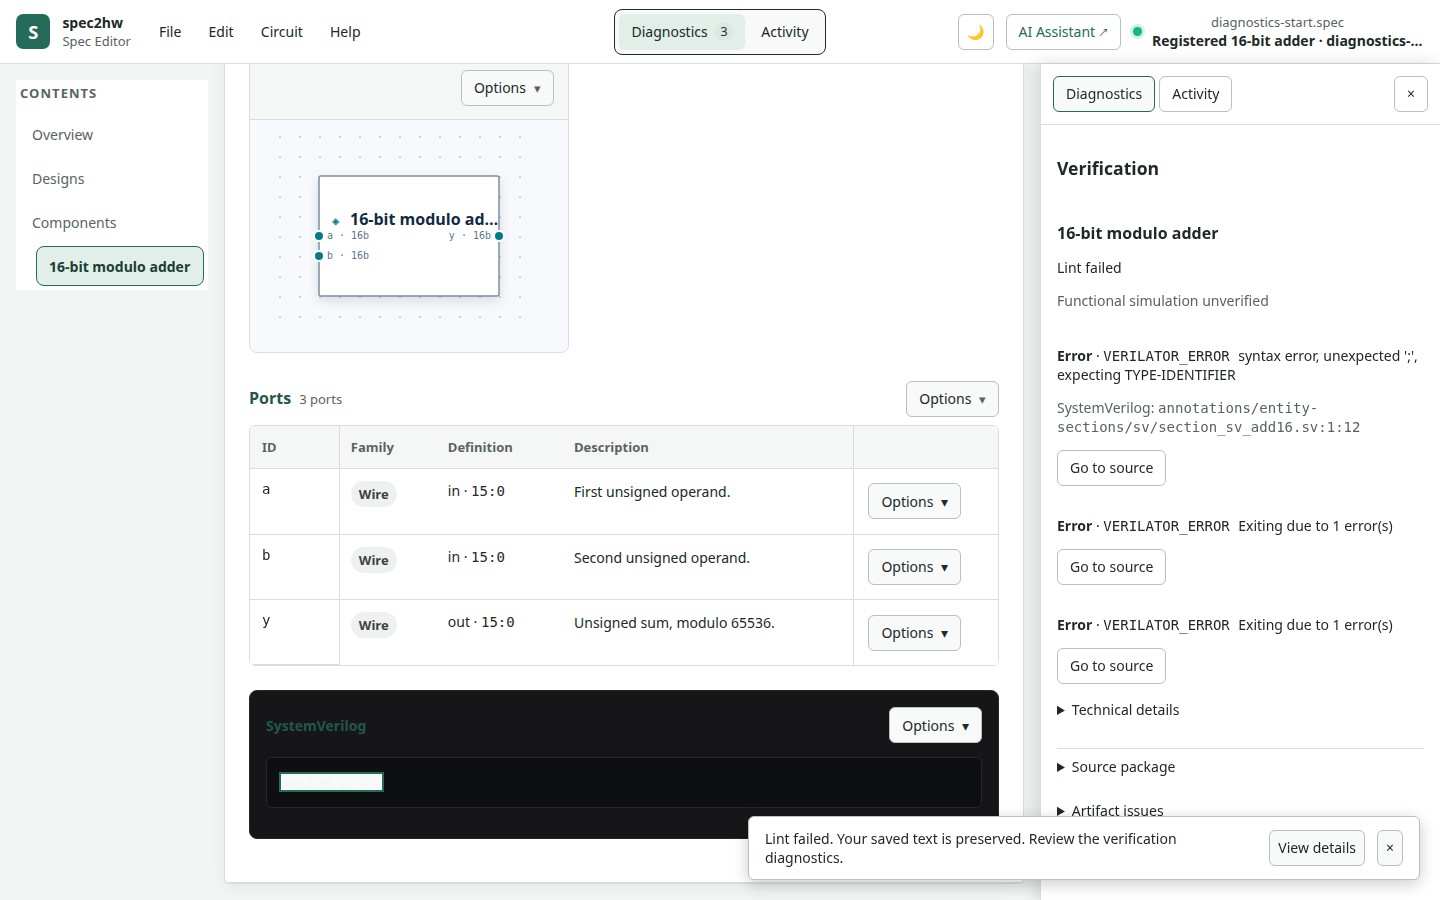 S
spec2hw
Spec Editor
File
Edit
Circuit
Help
Diagnostics 3
Activity
🌙
AI Assistant ↗
diagnostics-start.spec
Registered 16-bit adder · diagnostics-...
CONTENTS
Overview
Designs
Components
16-bit modulo adder
Options ▾
◈ 16-bit modulo ad...
a · 16b
y · 16b
b · 16b
Ports 3 ports
Options ▾
ID
Family
Definition
Description
a
Wire
in · 15:0
First unsigned operand.
Options ▾
b
Wire
in · 15:0
Second unsigned operand.
Options ▾
y
Wire
out · 15:0
Unsigned sum, modulo 65536.
Options ▾
SystemVerilog
Options ▾
Diagnostics
Activity
×
Verification
16-bit modulo adder
Lint failed
Functional simulation unverified
Error · VERILATOR_ERROR syntax error, unexpected ';',
expecting TYPE-IDENTIFIER
SystemVerilog: annotations/entity-
sections/sv/section_sv_add16.sv:1:12
Go to source
Error · VERILATOR_ERROR Exiting due to 1 error(s)
Go to source
Error · VERILATOR_ERROR Exiting due to 1 error(s)
Go to source
▶ Technical details
▶ Source package
▶ Artifact issues
Lint failed. Your saved text is preserved. Review the verification
diagnostics.
View details
×